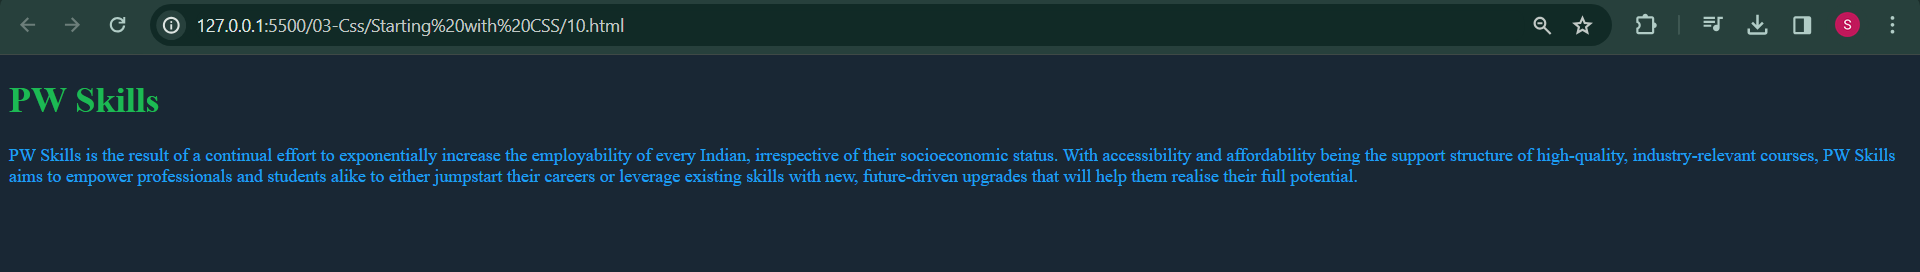 127.0.0.1:5500/03-Css/Starting%20with%20CSS/10.html
S
PW Skills
PW Skills is the result of a continual effort to exponentially increase the employability of every Indian, irrespective of their socioeconomic status. With accessibility and affordability being the support structure of high-quality, industry-relevant courses, PW Skills
aims to empower professionals and students alike to either jumpstart their careers or leverage existing skills with new, future-driven upgrades that will help them realise their full potential.